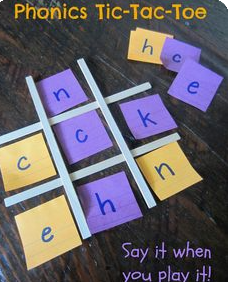 Phonics Tic-Tac-Toe
h c
e
n
c k
c
h n
e
Say it when
you play it!